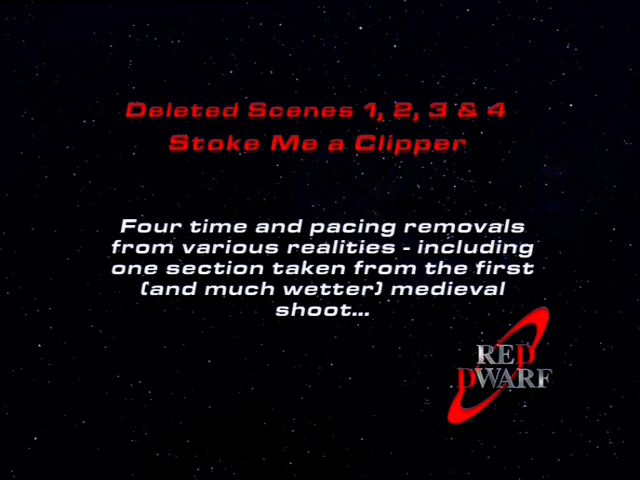 Deleted Scenes 1, 2, 3 & 4
Stoke Me a Clipper
Four time and pacing removals
from various realities - including
one section taken from the first
(and much wetter) medieval
shoot...
RED
DWARF